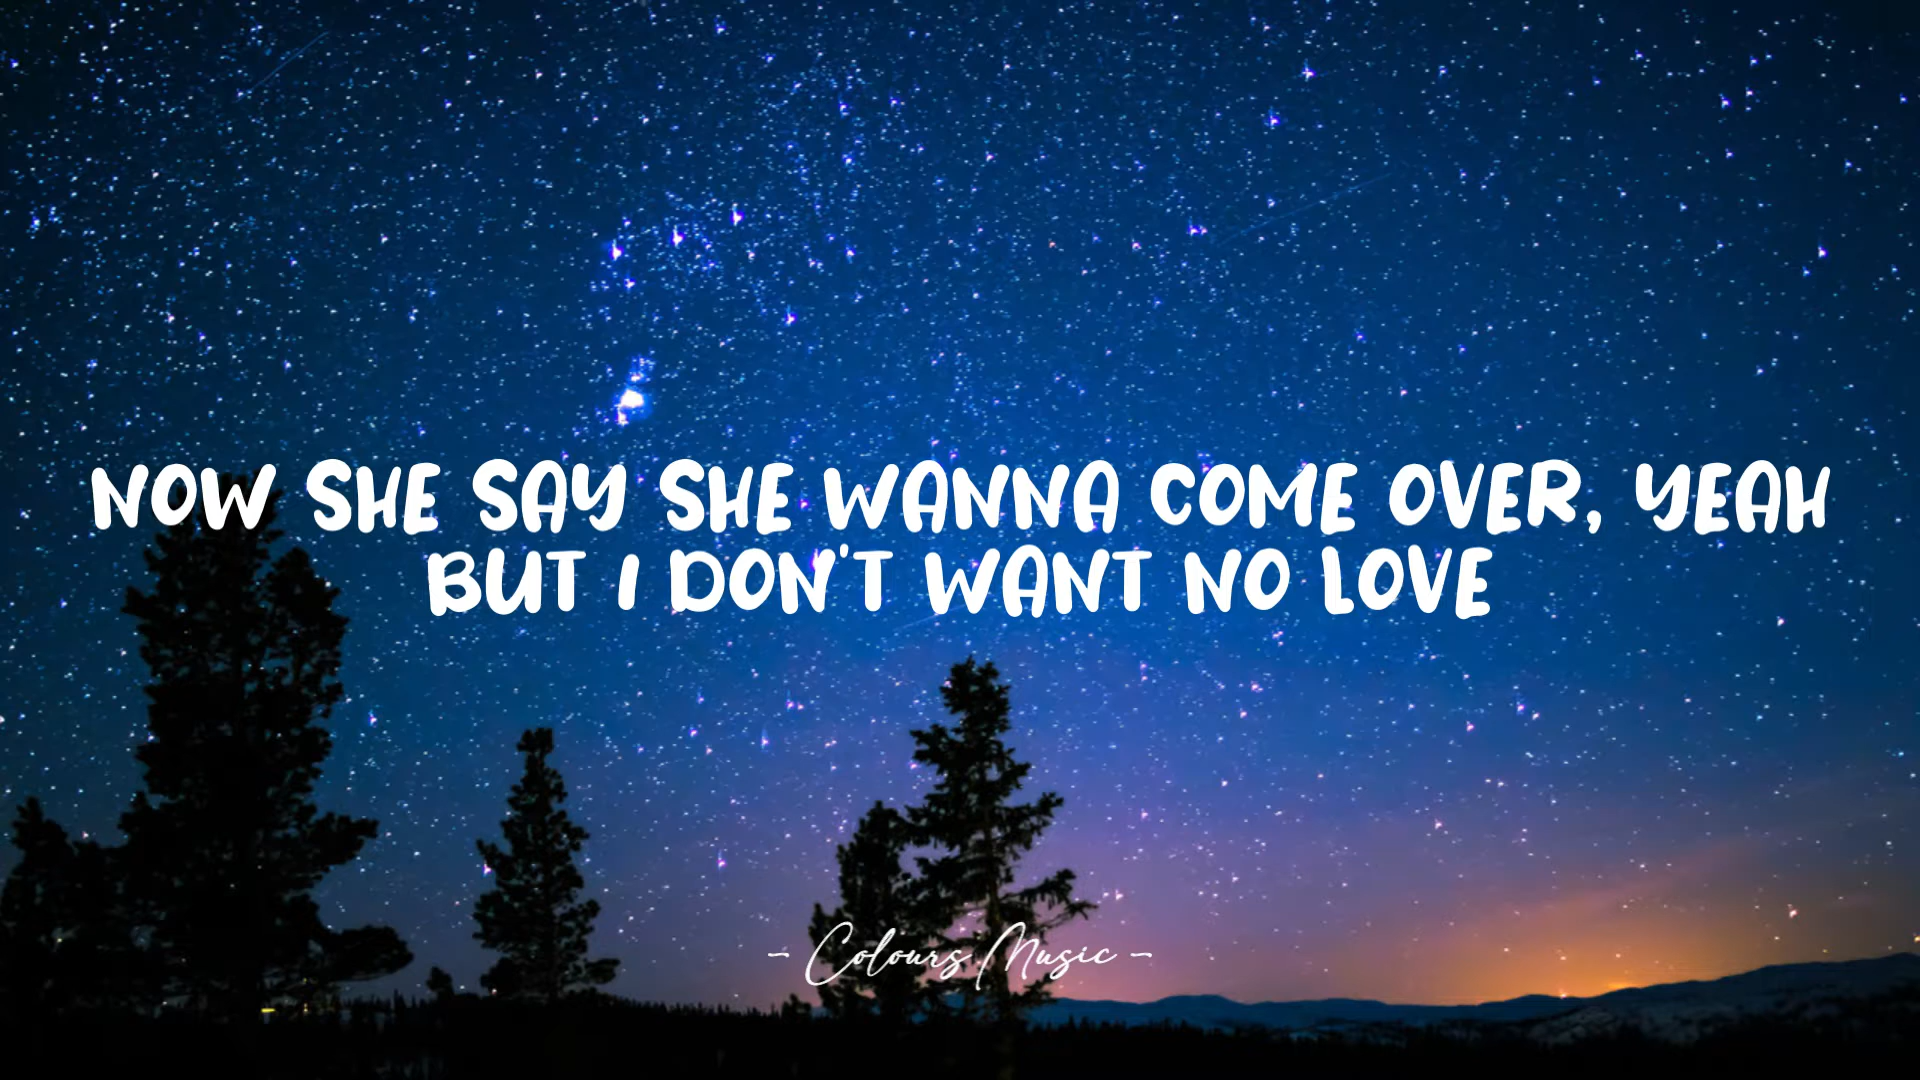 NOW SHE SAY SHE WANNA COME OVER, YEAH
BUT I DON'T WANT NO LOVE
- Colours Music -